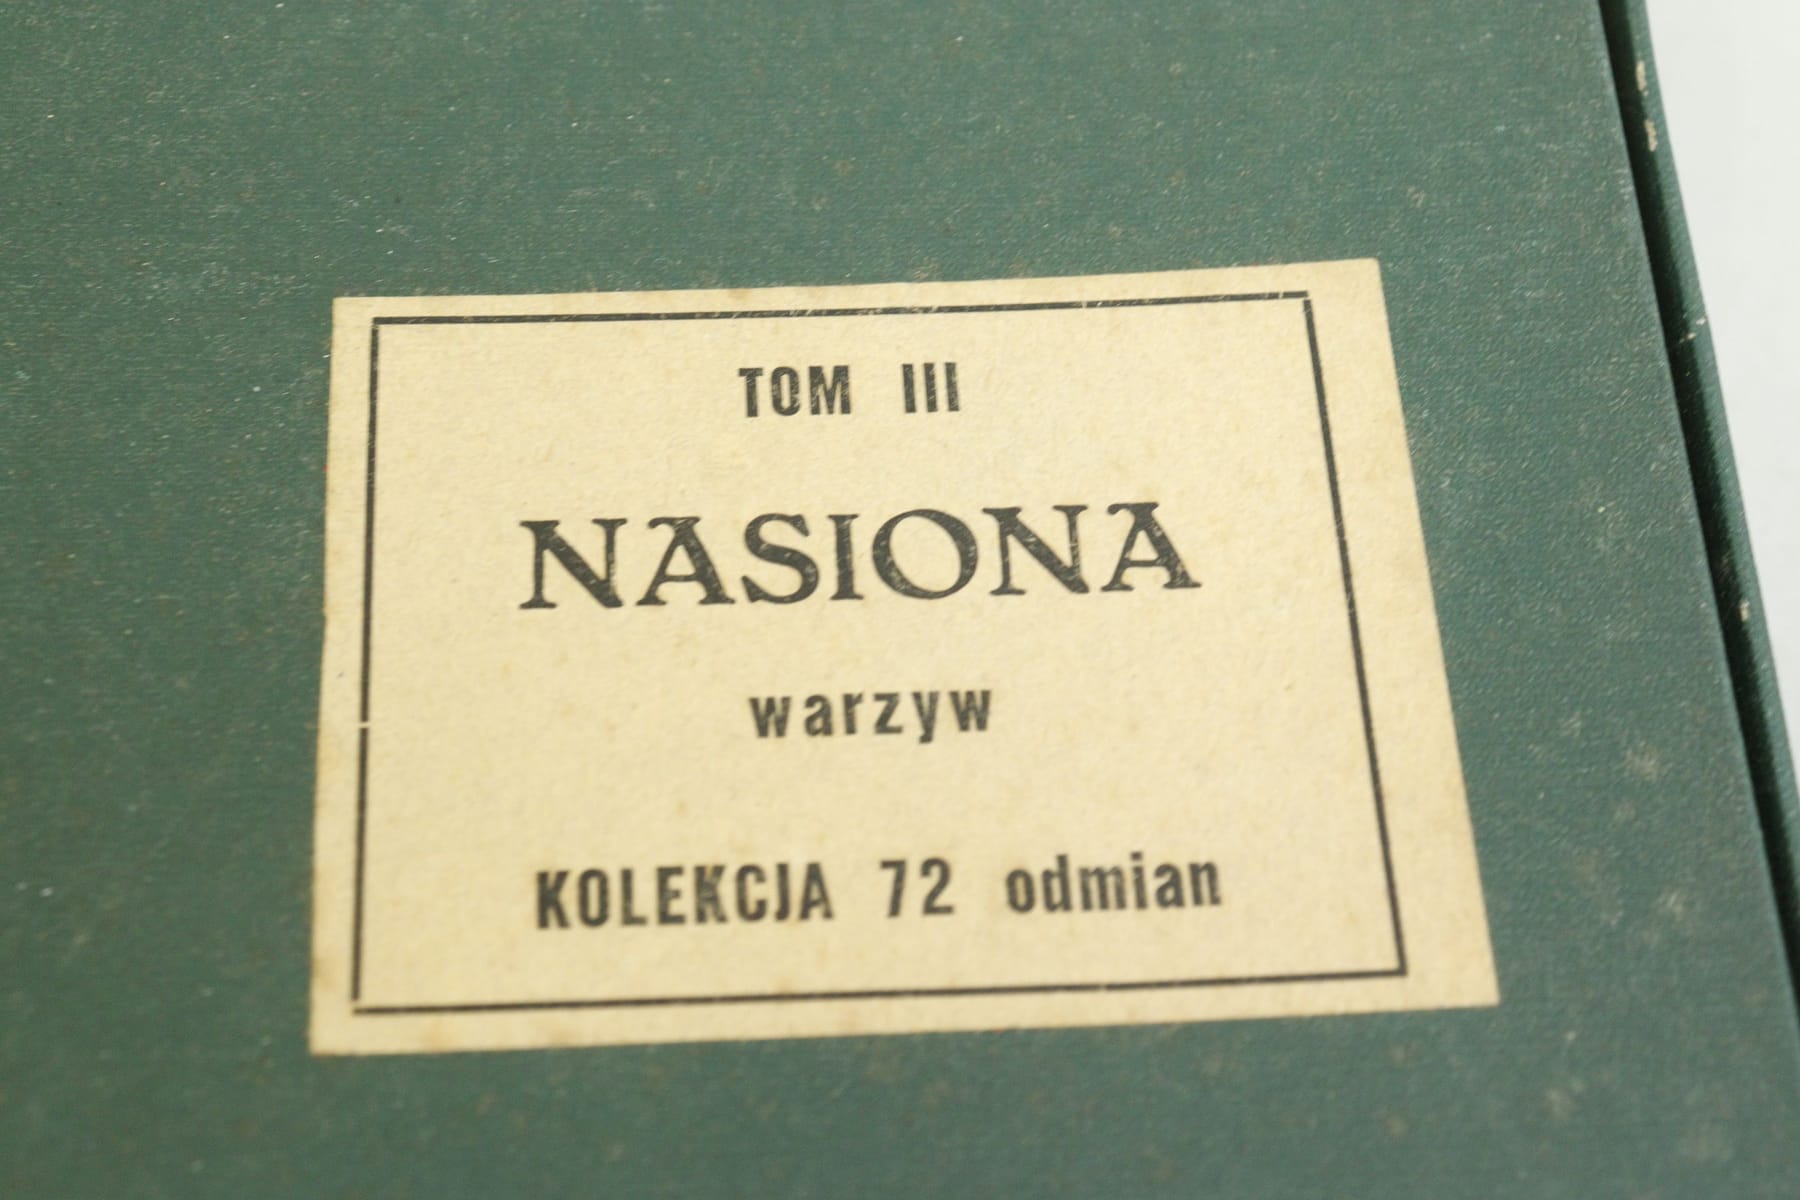 TOM III
NASIONA
warzyw
KOLEKCJA 72 odmian